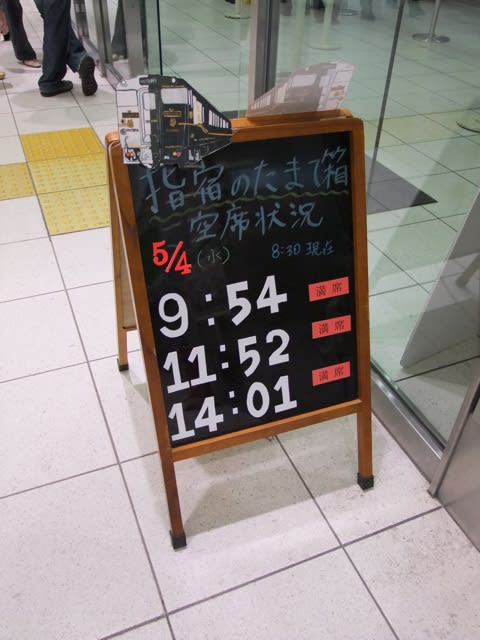 指宿のたまて箱
空席状況
5/4 (水) 8:30 現在
9:54 満席
11:52 満席
14:01 満席